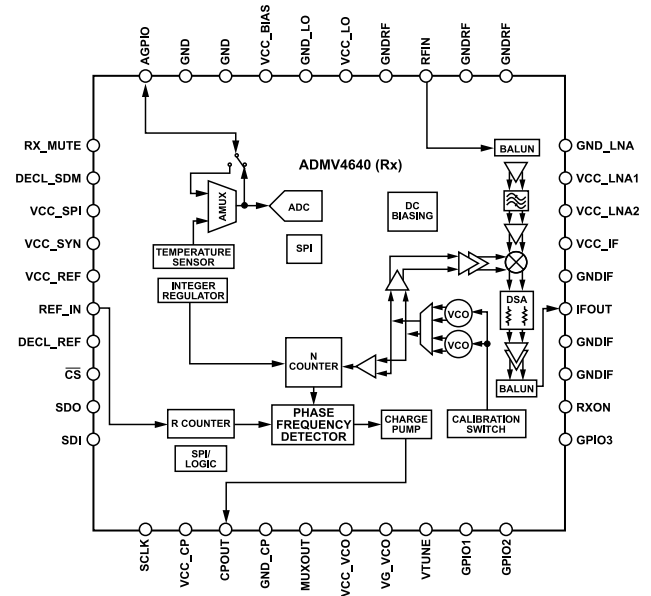 AGPIO
GND
GND
VCC_BIAS
GND_LO
VCC_LO
GNDRF
RFIN
GNDRF
GNDRF
RX_MUTE
DECL_SDM
VCC_SPI
VCC_SYN
VCC_REF
REF_IN
DECL_REF
CS
SDO
SDI
ADMV4640 (Rx)
BALUN
AMUX
ADC
DC
BIASING
SPI
TEMPERATURE
SENSOR
INTEGER
REGULATOR
VCO
VCO
DSA
N
COUNTER
BALUN
R COUNTER
PHASE
FREQUENCY
DETECTOR
CHARGE
PUMP
CALIBRATION
SWITCH
SPI/
LOGIC
GND_LNA
VCC_LNA1
VCC_LNA2
VCC_IF
GNDIF
IFOUT
GNDIF
GNDIF
RXON
GPIO3
SCLK
VCC_CP
CPOUT
GND_CP
MUXOUT
VCC_VCO
VG_VCO
VTUNE
GPIO1
GPIO2